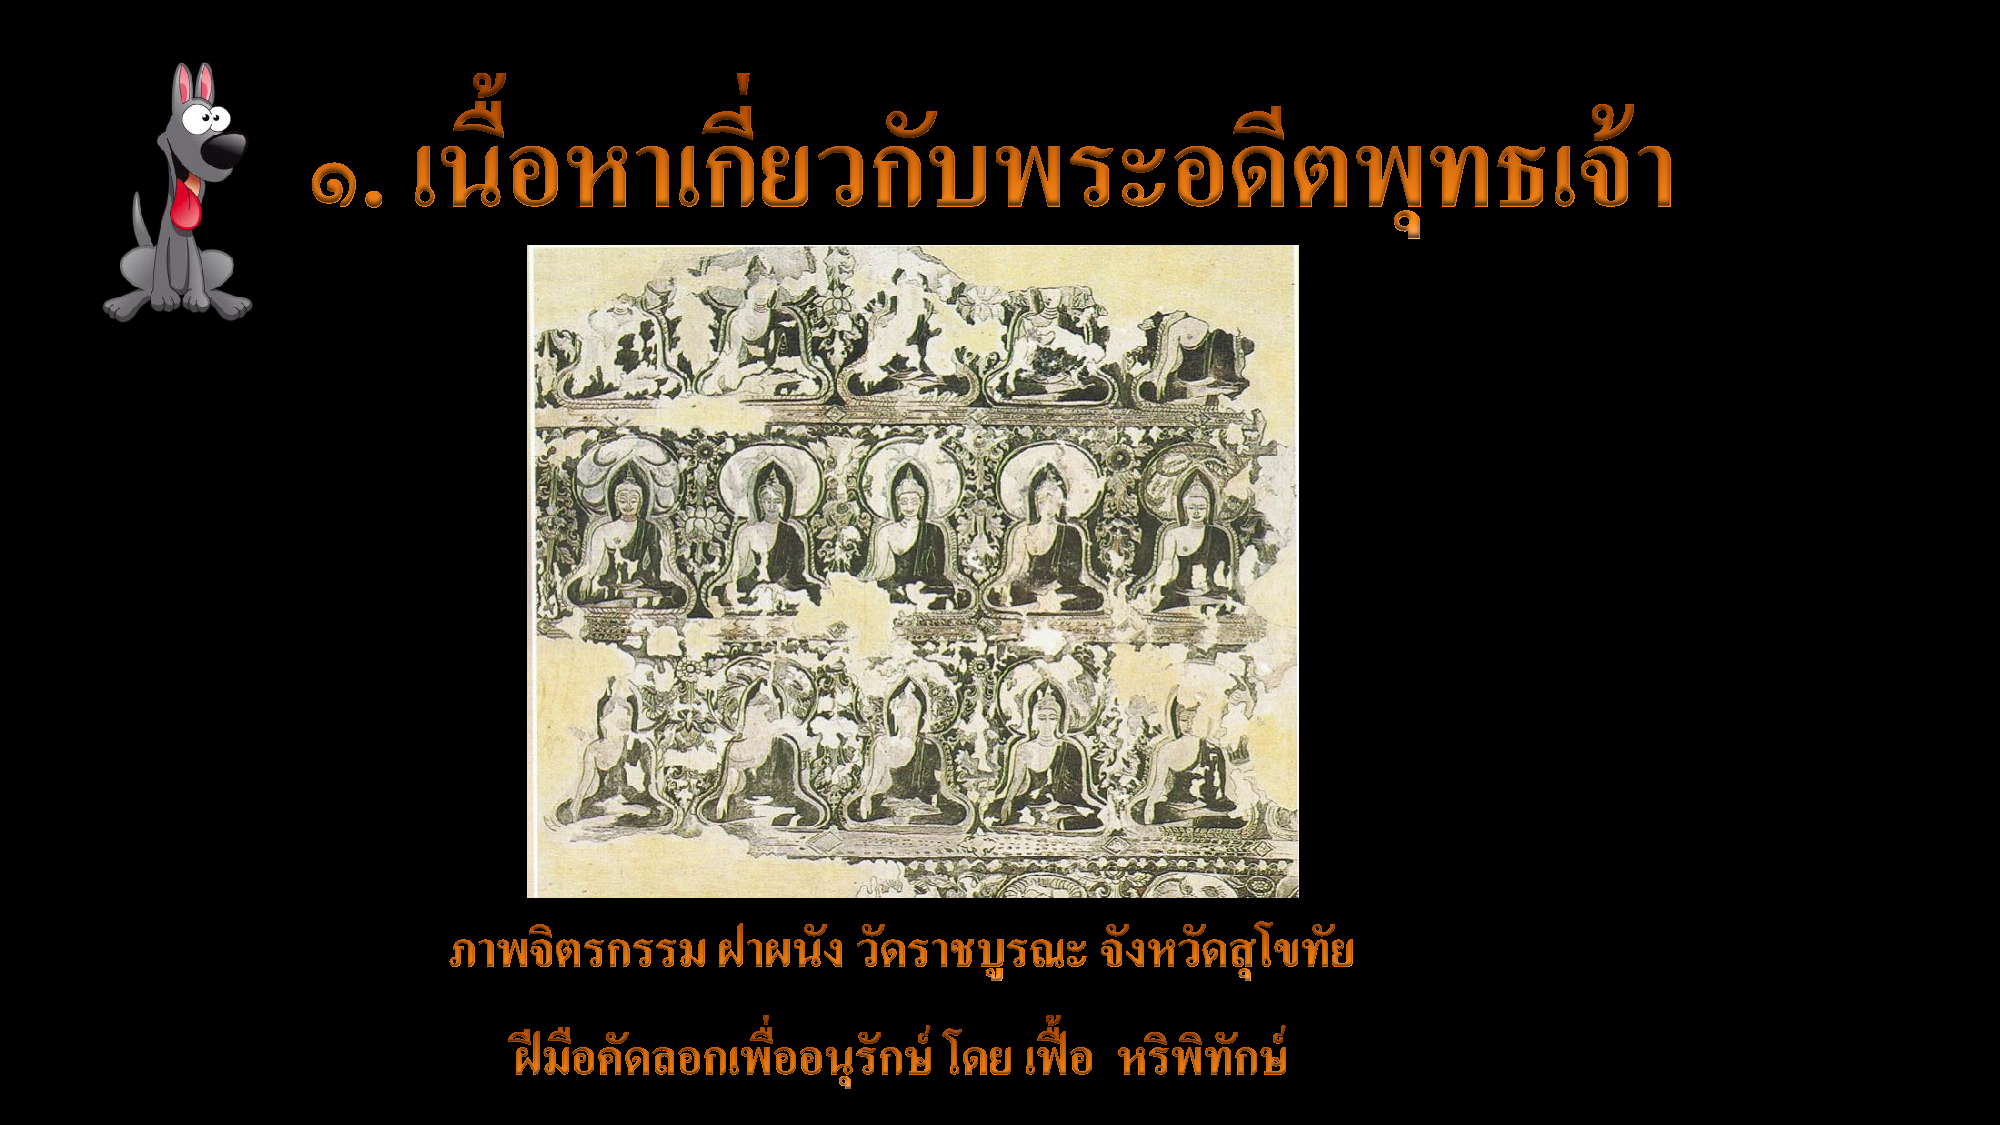 ๑. เนื้อหาเกี่ยวกับพระอดีตพุทธเจ้า
ภาพจิตรกรรม ฝาผนัง วัดราชบูรณะ จังหวัดสุโขทัย
ฝีมือคัดลอกเพื่ออนุรักษ์ โดย เฟื้อ หริพิทักษ์